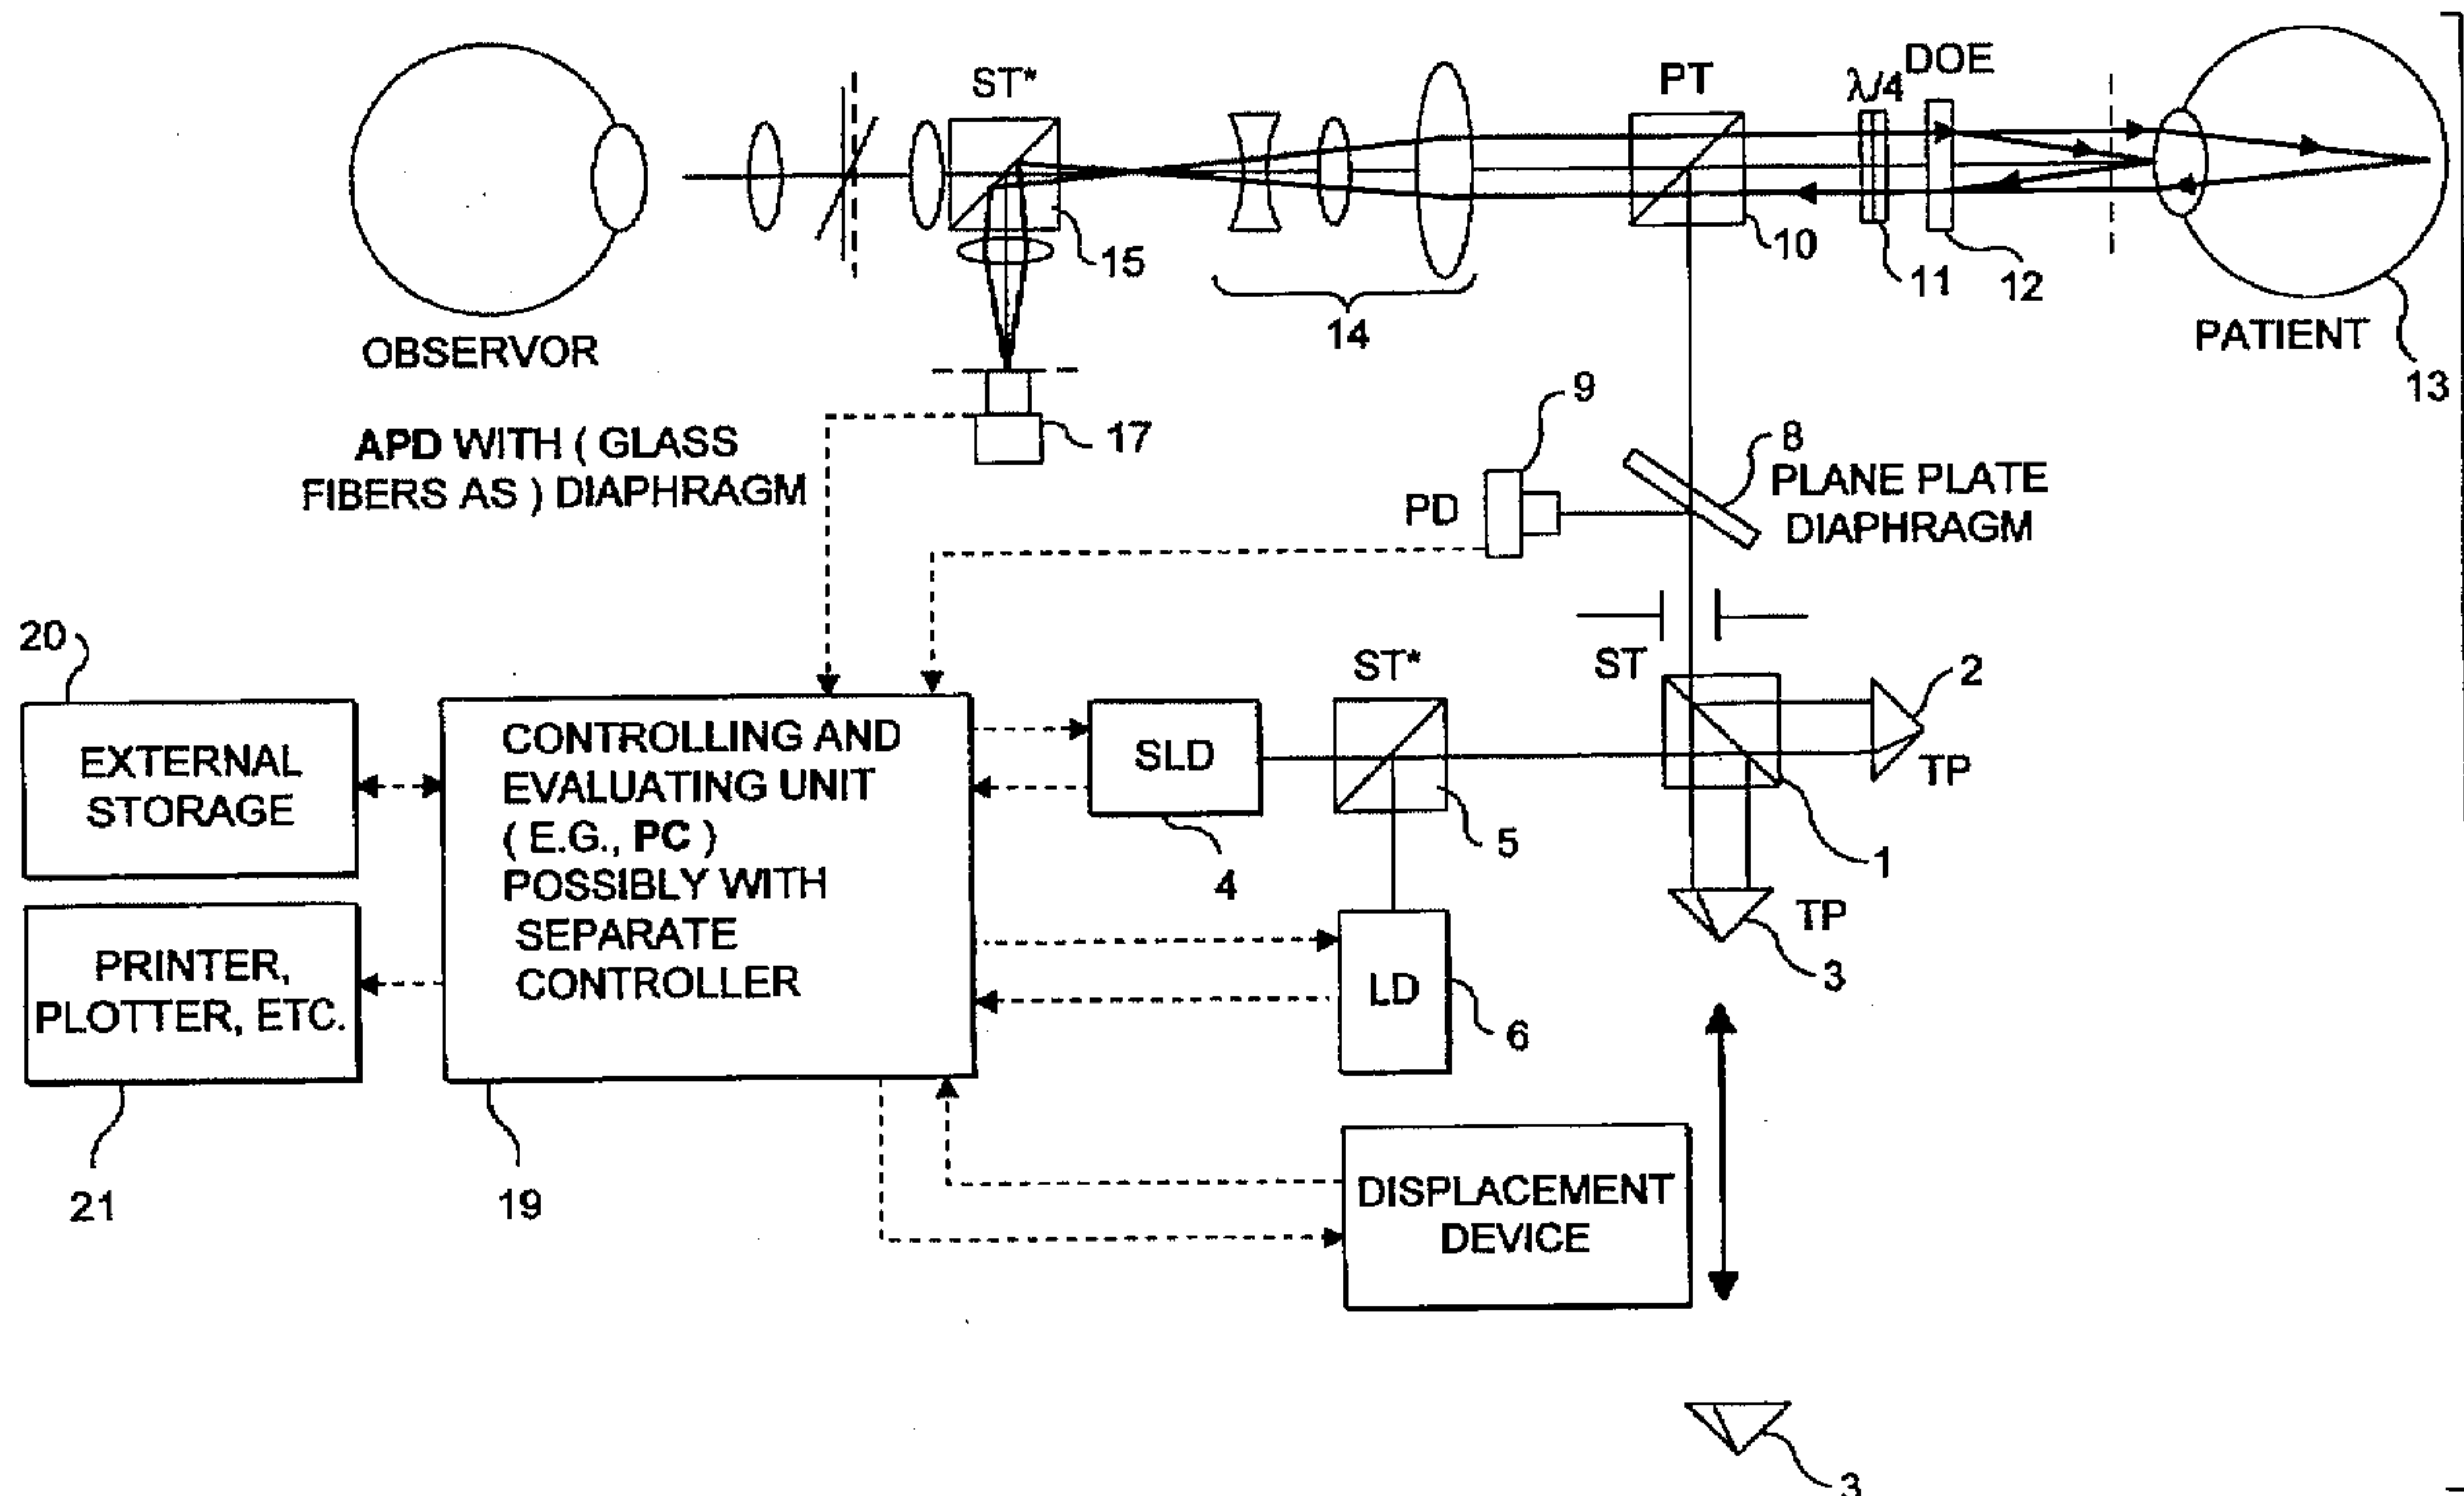 ST*
PT
λ/4
DOE
15
10
11
12
14
OBSERVOR
PATIENT
13
9
8
17
APD WITH ( GLASS
FIBERS AS ) DIAPHRAGM
PD
PLANE PLATE
DIAPHRAGM
20
ST*
ST
2
EXTERNAL
STORAGE
CONTROLLING AND
EVALUATING UNIT
( E.G., PC )
POSSIBLY WITH
SEPARATE
CONTROLLER
SLD
TP
5
4
1
PRINTER,
PLOTTER, ETC.
LD
TP
3
6
21
19
DISPLACEMENT
DEVICE
3